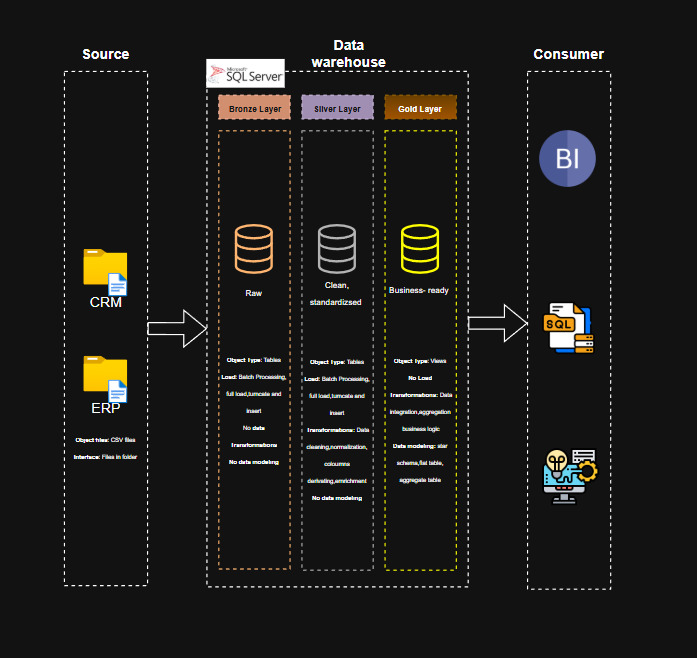 Source
CRM
ERP
Object files: CSV files
Interface: Files in folder
Data
warehouse
Microsoft
SQL Server
Bronze Layer
Silver Layer
Gold Layer
Raw
Object Type: Tables
Load: Batch Processing,
full load,turncate and
insert
No data
Transformations
No data modeling
Clean,
standardizsed
Object Type: Tables
Load: Batch Processing,
full load,turncate and
insert
Transformations: Data
cleaning,normalization,
coloumns
derivating,enrichment
No data modeling
Business- ready
Object Type: Views
No Load
Transformations: Data
integration,aggregation
business logic
Data modeling: star
schema,flat table,
aggregate table
Consumer
BI
SQL